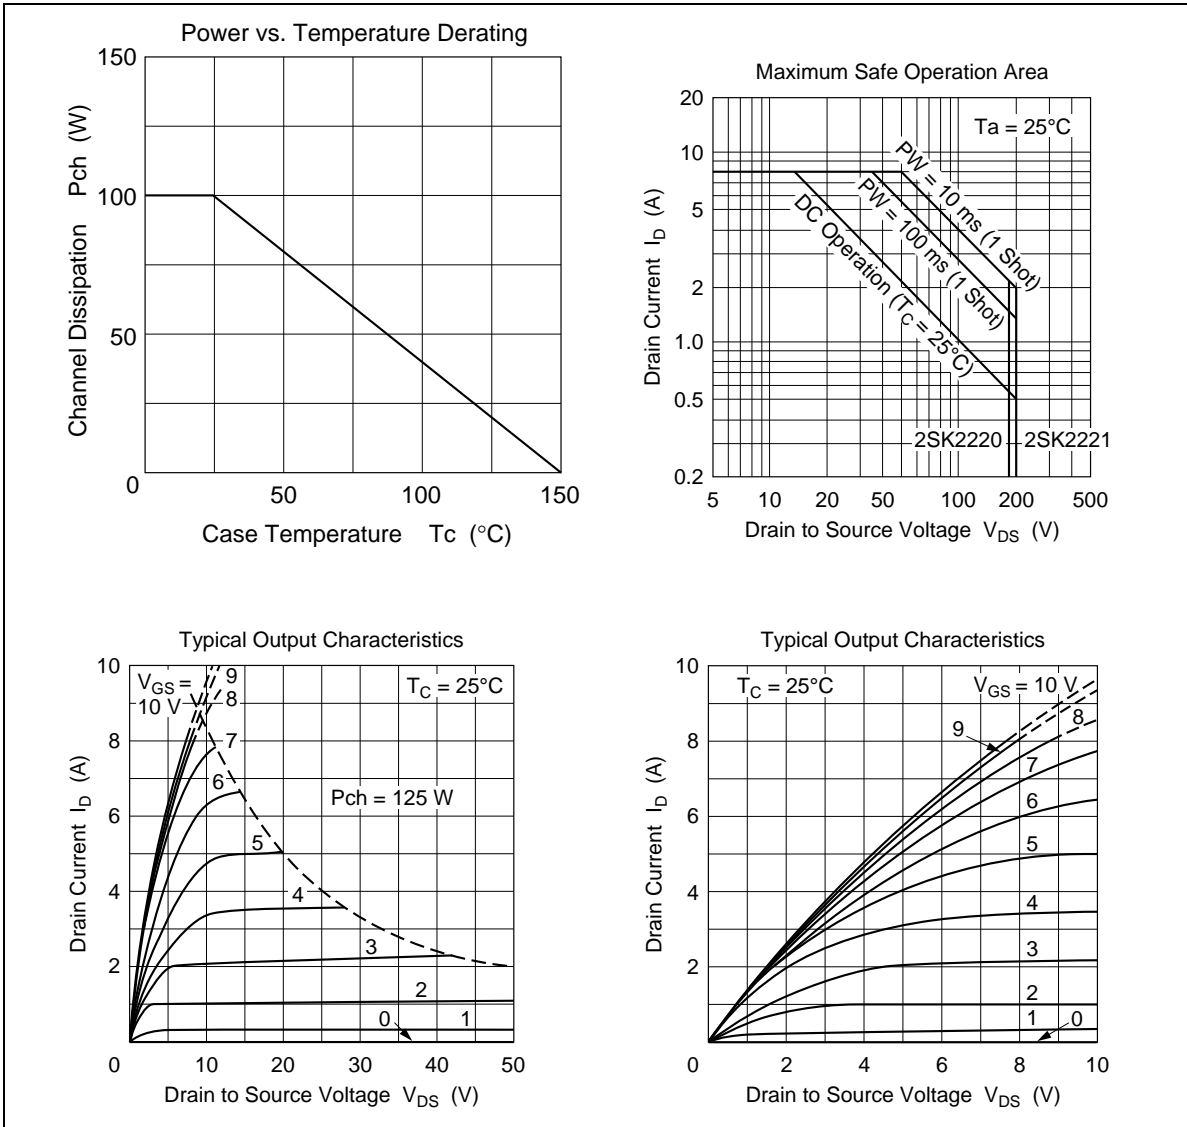 Power vs. Temperature Derating
150
100
50
0
50
100
150
Channel Dissipation Pch (W)
Case Temperature Tc (°C)
Maximum Safe Operation Area
20
10
5
2
1.0
0.5
0.2
5
10
20
50
100
200
500
Ta = 25°C
PW = 10 ms (1 Shot)
PW = 100 ms (1 Shot)
DC Operation (TC = 25°C)
2SK2220
2SK2221
Drain Current ID (A)
Drain to Source Voltage VDS (V)
Typical Output Characteristics
10
8
6
4
2
0
10
20
30
40
50
VGS =
10 V
9
8
7
6
5
4
3
2
1
0
TC = 25°C
Pch = 125 W
Drain Current ID (A)
Drain to Source Voltage VDS (V)
Typical Output Characteristics
10
8
6
4
2
0
2
4
6
8
10
TC = 25°C
VGS = 10 V
9
8
7
6
5
4
3
2
1
0
Drain Current ID (A)
Drain to Source Voltage VDS (V)